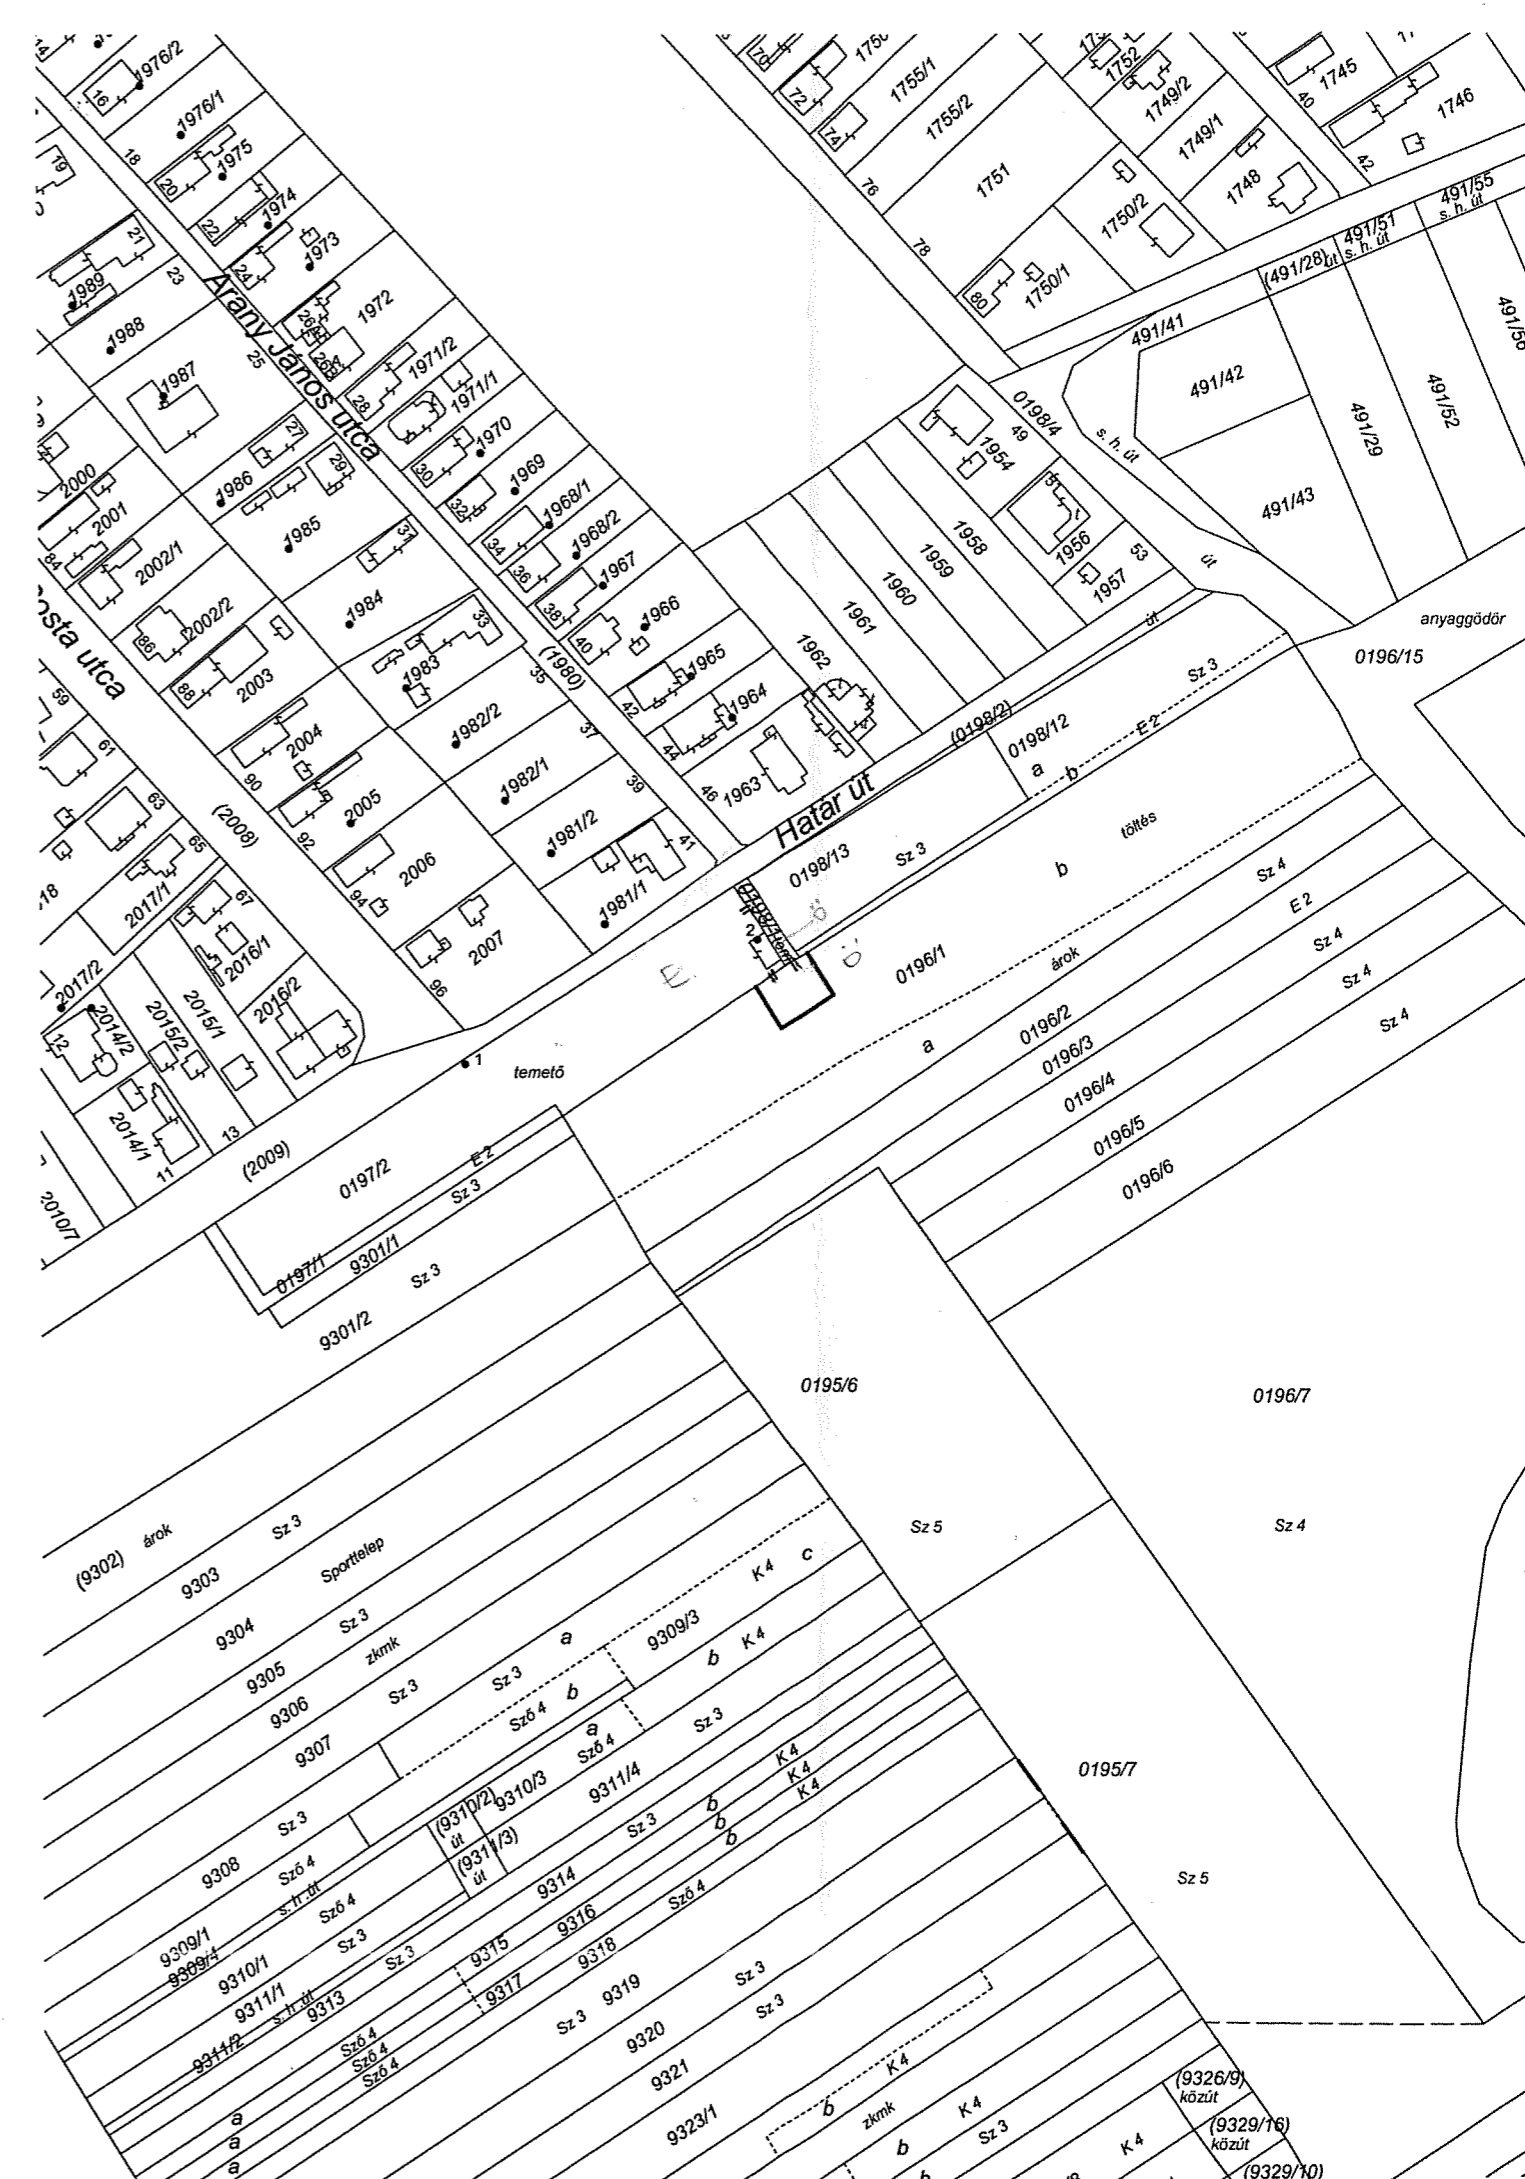 14
1976/2
16
1976/1
18
1975
20
1974
22
19
1973
24
21
1989
23
1988
Arany János utca
1972
26A
25
1987
1971/2
28
1971/1
27
1970
30
29
1986
1969
32
2000
2001
1985
31
1968/1
34
1968/2
36
84
2002/1
1967
38
1984
1966
40
86
2002/2
33
1983
(1980)
35
88
2003
1965
42
1964
44
59
61
1982/2
37
2004
90
1982/1
39
1963
46
63
(2008)
2005
92
1981/2
41
65
2006
94
1981/1
2017/1
67
2007
96
2016/1
2017/2
2014/2
12
2015/2
2015/1
2016/2
2014/1
11
13
(2009)
2010/7
70
72
74
1755/1
1755/2
76
1751
78
1752
1749/2
1749/1
1748
1750/2
1750/1
80
1745
40
1746
42
491/55
s. h. út
491/51
s. h. út
(491/28)
út
491/41
491/42
491/29
491/52
491/43
0198/4
s. h. út
49
1954
51
1956
53
1957
út
1958
1959
1960
1961
1962
út
anyaggödör
0196/15
Sz 3
(0198/2)
0198/12
E 2
a
b
Határ út
0198/13
Sz 3
töltés
b
2
E.
Ö
Sz 4
E 2
0196/1
árok
Sz 4
Sz 4
Sz 4
a
0196/2
0196/3
0196/4
0196/5
0196/6
1
temető
0197/2
E 2
Sz 3
0197/1
9301/1
Sz 3
9301/2
0195/6
0196/7
Sz 5
Sz 4
(9302)
árok
Sz 3
9303
Sporttelep
9304
Sz 3
9305
zkmk
9306
Sz 3
9307
Sz 3
a
K 4
c
9309/3
b
K 4
Sző 4
b
a
Sző 4
Sz 3
9308
Sz 3
Sző 4
(9310/2)
út
9310/3
(9311/3)
út
9311/4
K 4
K 4
K 4
b
b
b
Sz 3
9309/1
s. h. út
9309/4
Sző 4
9310/1
Sz 3
9311/1
s. h. út
9311/2
9313
Sz 3
9314
9315
9316
9317
9318
Sző 4
Sző 4
Sző 4
Sző 4
a
a
a
9319
Sz 3
Sz 3
9320
Sz 3
9321
9323/1
0195/7
Sz 5
b
K 4
zkmk
b
K 4
Sz 3
b
K 4
(9326/9)
közút
(9329/16)
közút
(9329/10)